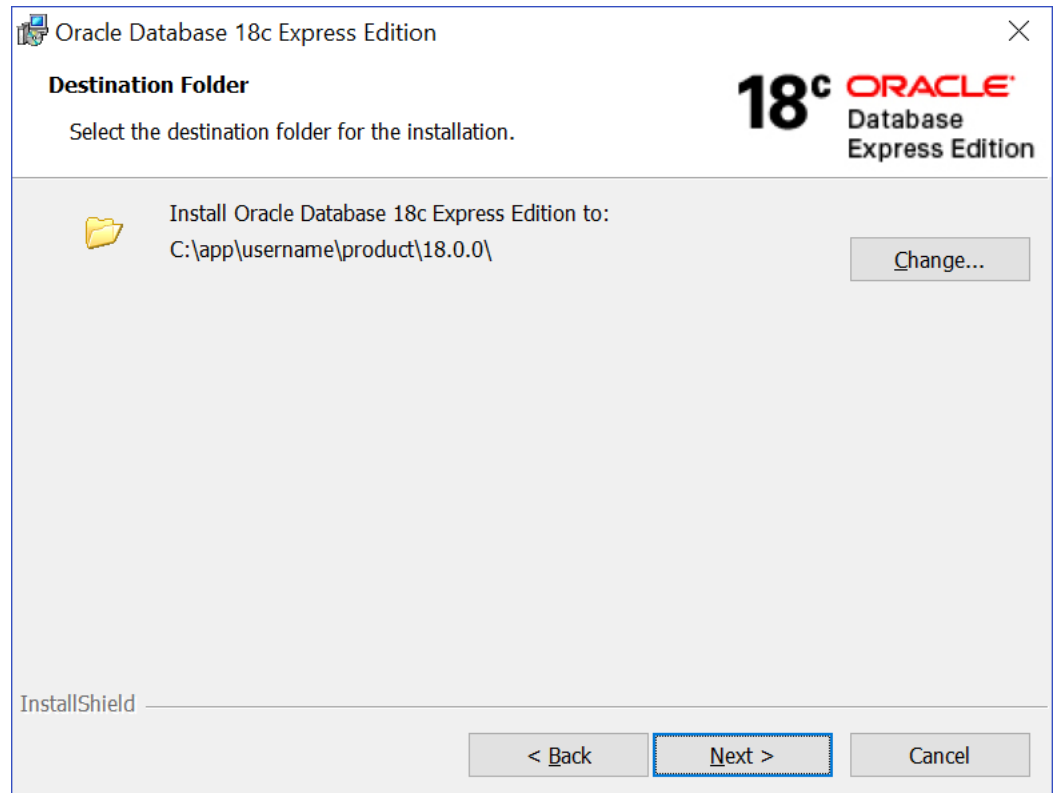 Oracle Database 18c Express Edition
Destination Folder
Select the destination folder for the installation.
18c ORACLE
Database
Express Edition
Install Oracle Database 18c Express Edition to:
C:\app\username\product\18.0.0\
Change...
InstallShield
< Back
Next >
Cancel